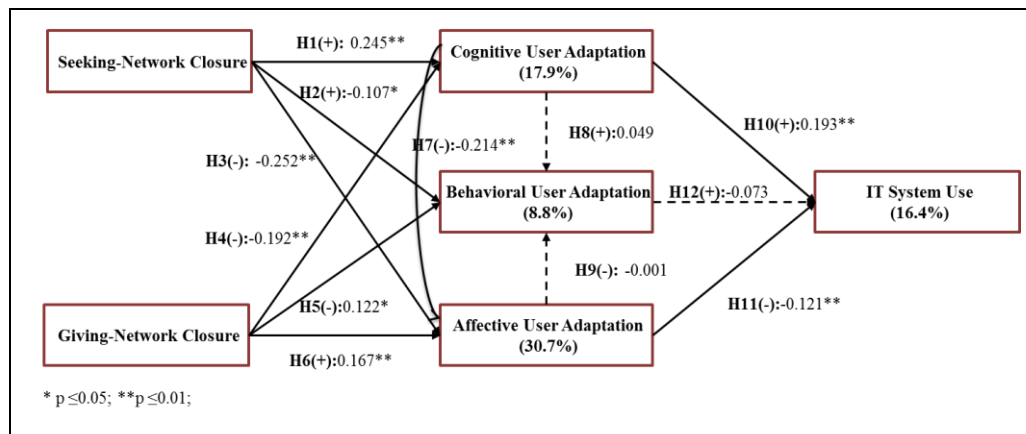 H1(+): 0.245**
Seeking-Network Closure
Cognitive User Adaptation
(17.9%)
H2(+):-0.107*
H10(+):0.193**
H8(+):0.049
H7(-):-0.214**
H3(-): -0.252**
Behavioral User Adaptation
(8.8%)
H12(+):-0.073
IT System Use
(16.4%)
H4(-):-0.192**
H9(-): -0.001
H5(-):0.122*
H11(-):-0.121**
Giving-Network Closure
Affective User Adaptation
(30.7%)
H6(+):0.167**
* p ≤0.05; **p ≤0.01;